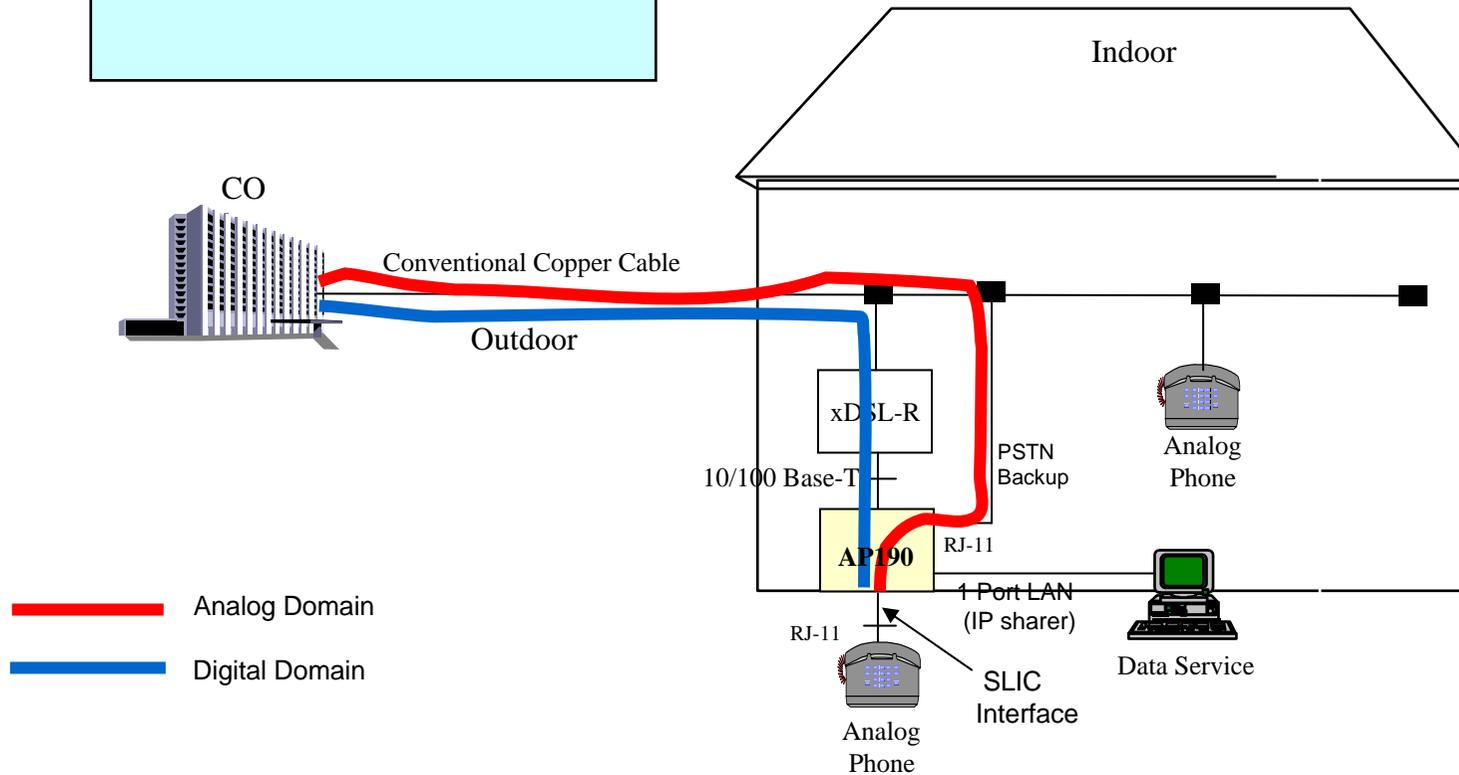 Indoor
CO
Conventional Copper Cable
Outdoor
xDSL-R
Analog
Phone
PSTN
Backup
10/100 Base-T
AP190
RJ-11
1 Port LAN
(IP sharer)
Analog Domain
RJ-11
Data Service
Digital Domain
SLIC
Interface
Analog
Phone